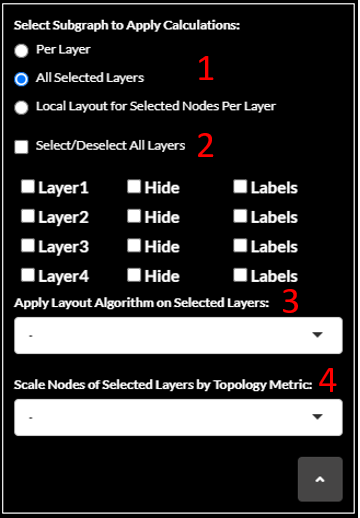 Select Subgraph to Apply Calculations:
Per Layer
All Selected Layers 1
Local Layout for Selected Nodes Per Layer
Select/Deselect All Layers 2
Layer1 Hide Labels
Layer2 Hide Labels
Layer3 Hide Labels
Layer4 Hide Labels
Apply Layout Algorithm on Selected Layers: 3
-
Scale Nodes of Selected Layers by Topology Metric: 4
-